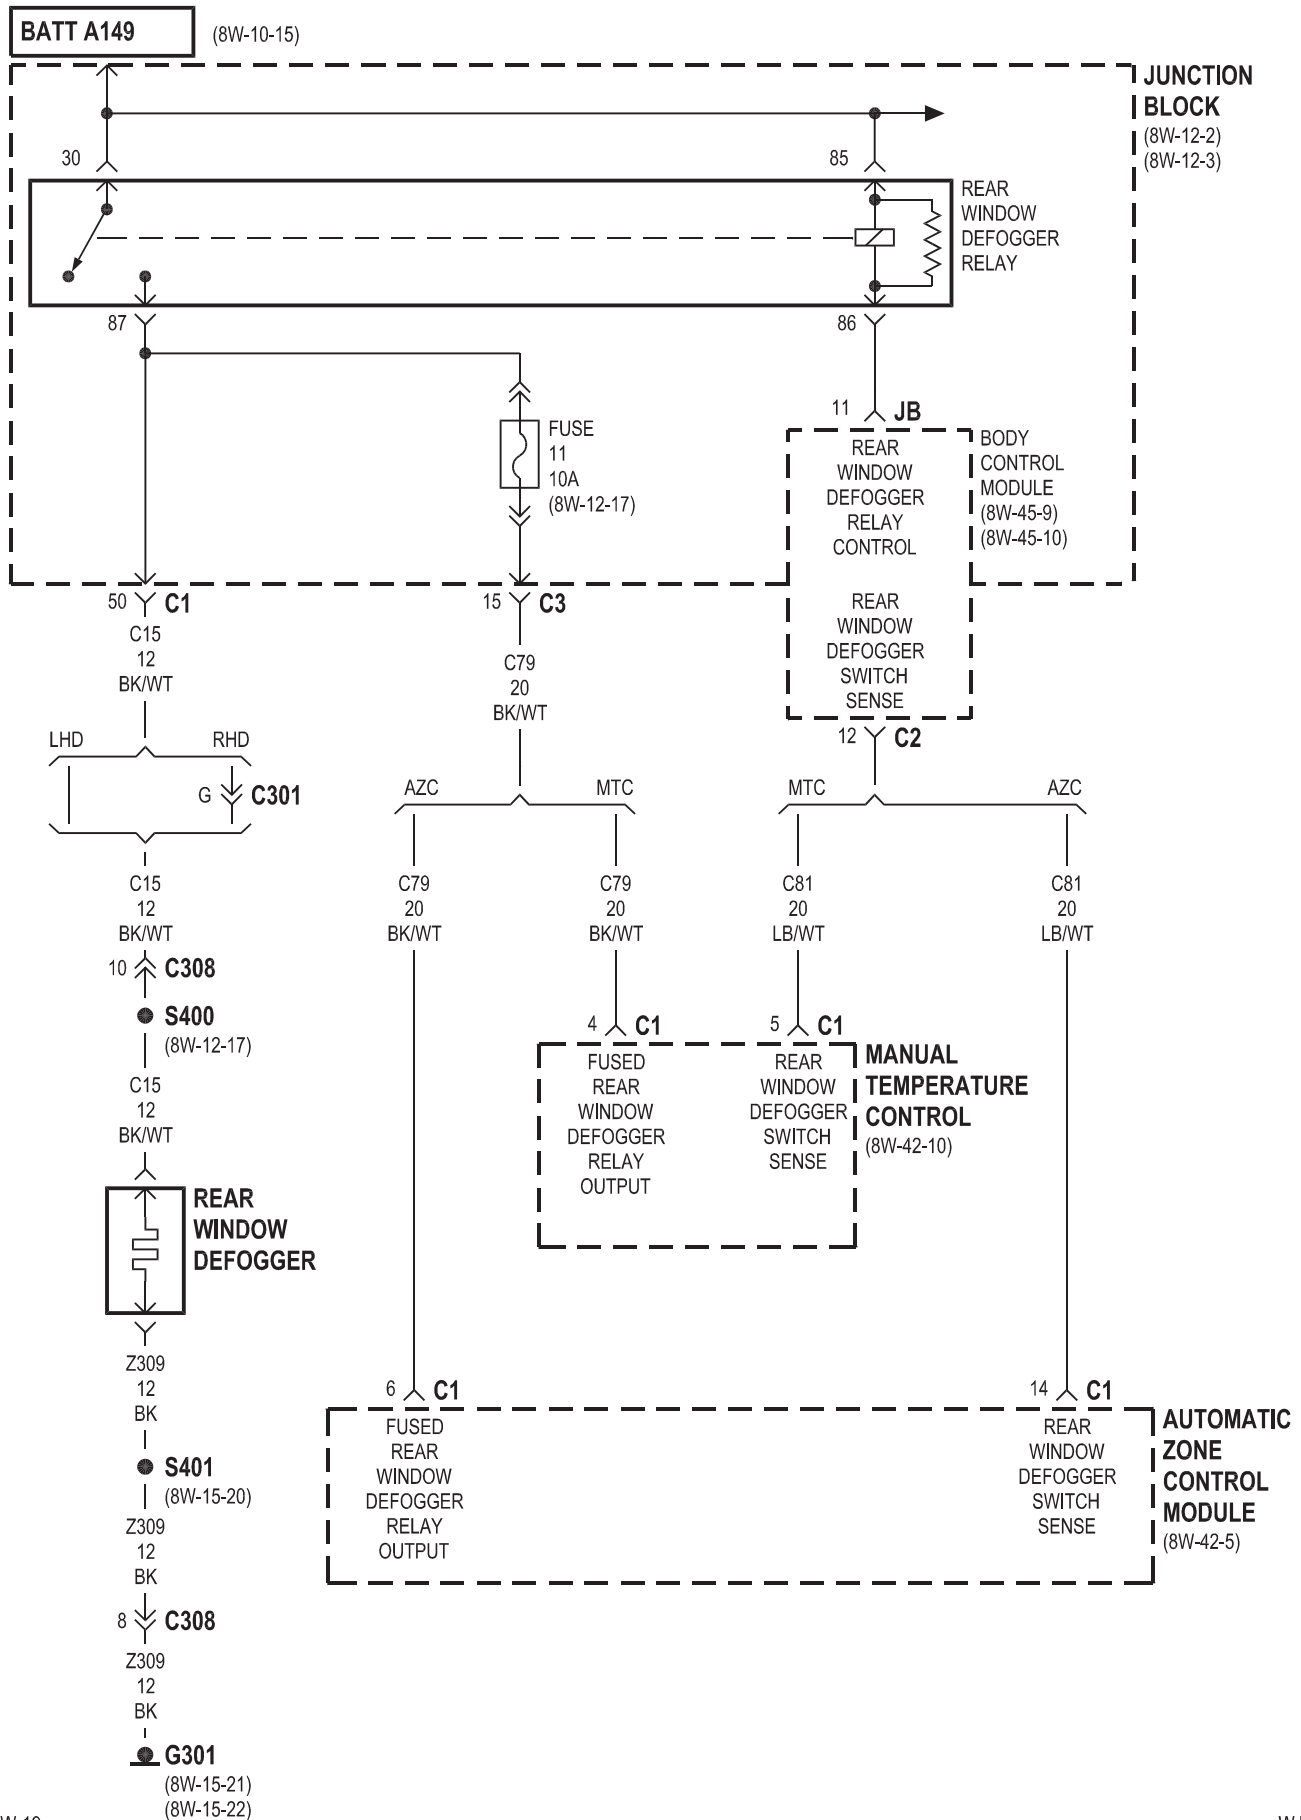 BATT A149
(8W-10-15)
JUNCTION
BLOCK
(8W-12-2)
(8W-12-3)
30
85
REAR
WINDOW
DEFOGGER
RELAY
87
86
FUSE
11
10A
(8W-12-17)
11
JB
REAR
WINDOW
DEFOGGER
RELAY
CONTROL
BODY
CONTROL
MODULE
(8W-45-9)
(8W-45-10)
50
C1
15
C3
REAR
WINDOW
DEFOGGER
SWITCH
SENSE
C15
12
BK/WT
C79
20
BK/WT
12
C2
LHD
RHD
G
C301
AZC
MTC
MTC
AZC
C15
12
BK/WT
C79
20
BK/WT
C79
20
BK/WT
C81
20
LB/WT
C81
20
LB/WT
10
C308
S400
(8W-12-17)
C15
12
BK/WT
4
C1
5
C1
FUSED
REAR
WINDOW
DEFOGGER
RELAY
OUTPUT
REAR
WINDOW
DEFOGGER
SWITCH
SENSE
MANUAL
TEMPERATURE
CONTROL
(8W-42-10)
REAR
WINDOW
DEFOGGER
Z309
12
BK
6
C1
14
C1
FUSED
REAR
WINDOW
DEFOGGER
RELAY
OUTPUT
REAR
WINDOW
DEFOGGER
SWITCH
SENSE
AUTOMATIC
ZONE
CONTROL
MODULE
(8W-42-5)
S401
(8W-15-20)
Z309
12
BK
8
C308
Z309
12
BK
G301
(8W-15-21)
(8W-15-22)